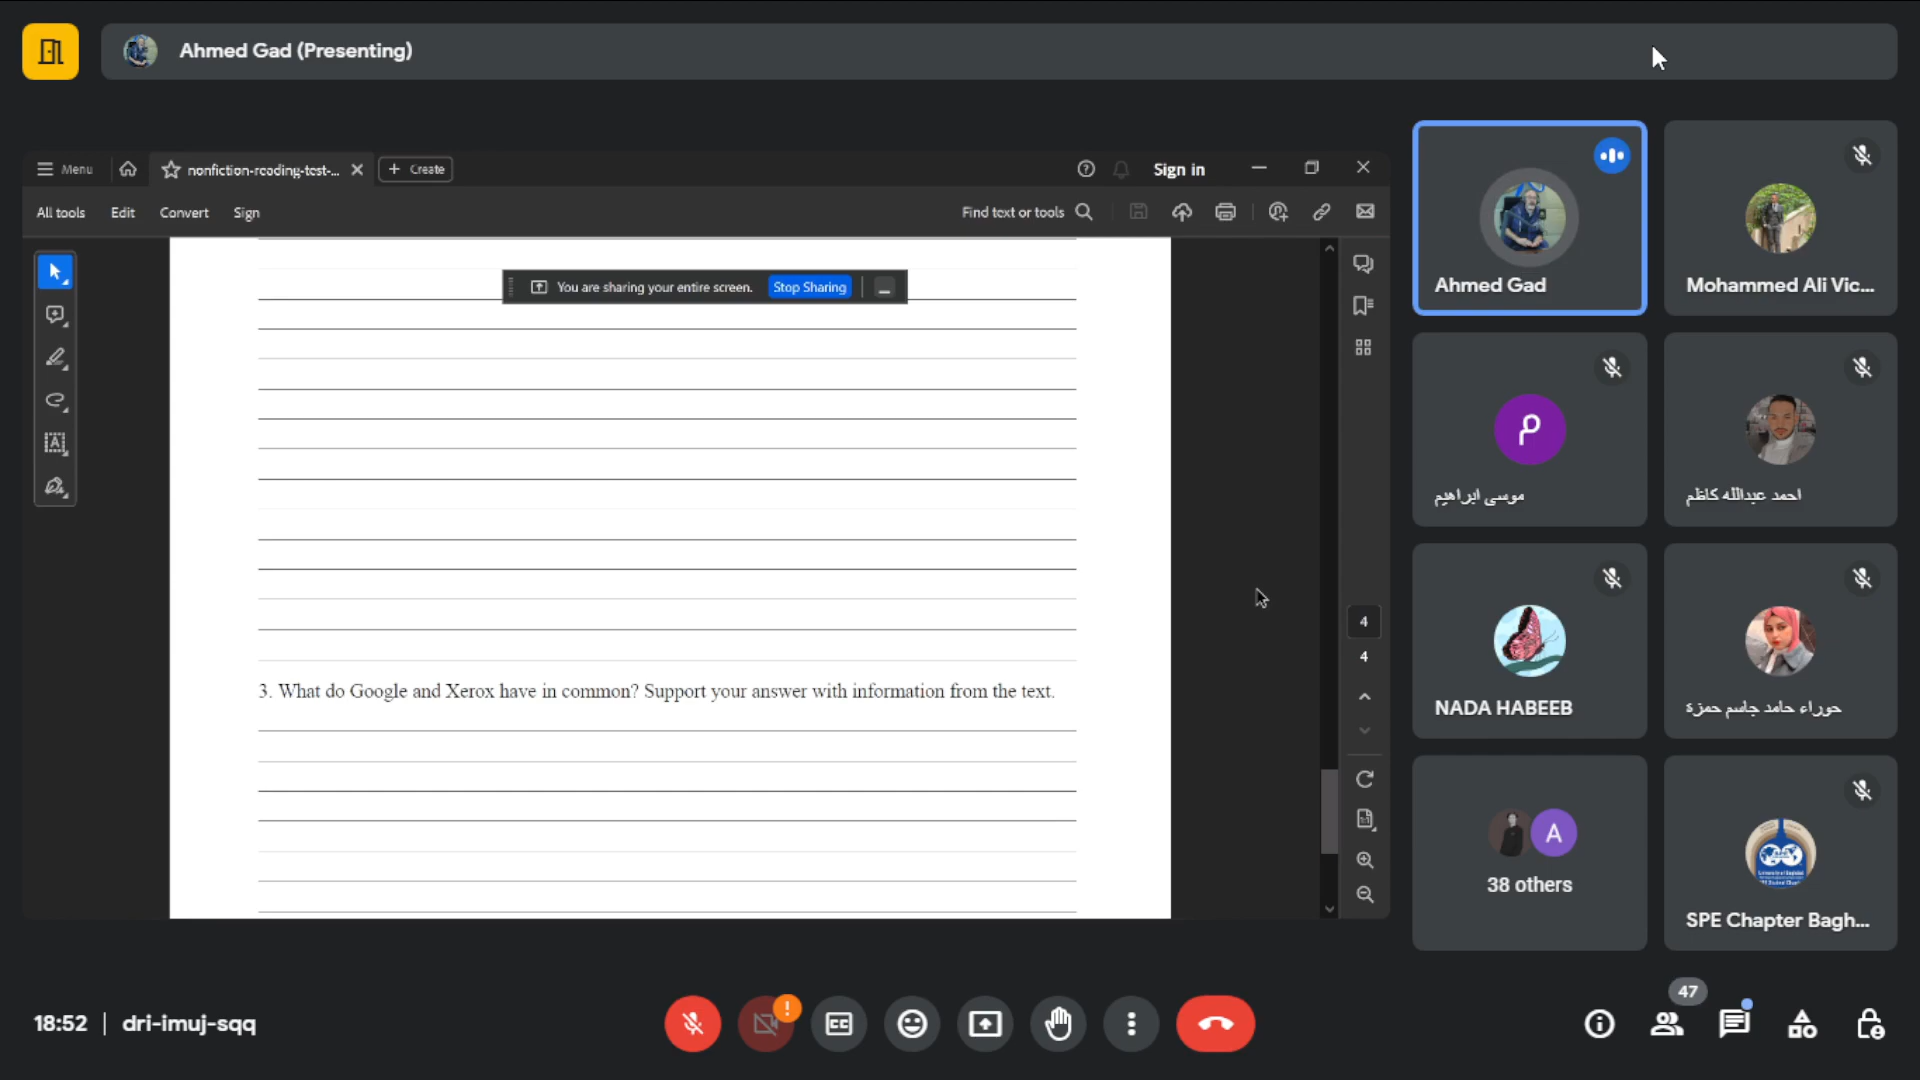 Ahmed Gad (Presenting)
Menu
nonfiction-reading-test-...
Create
Sign in
All tools
Edit
Convert
Sign
Find text or tools
You are sharing your entire screen.
Stop Sharing
3. What do Google and Xerox have in common? Support your answer with information from the text.
4
4
Ahmed Gad
Mohammed Ali Vic...
م
موسى ابراهيم
احمد عبدالله كاظم
NADA HABEEB
حوراء حامد جاسم حمزة
A
38 others
SPE Chapter Bagh...
18:52
dri-imuj-sqq
47